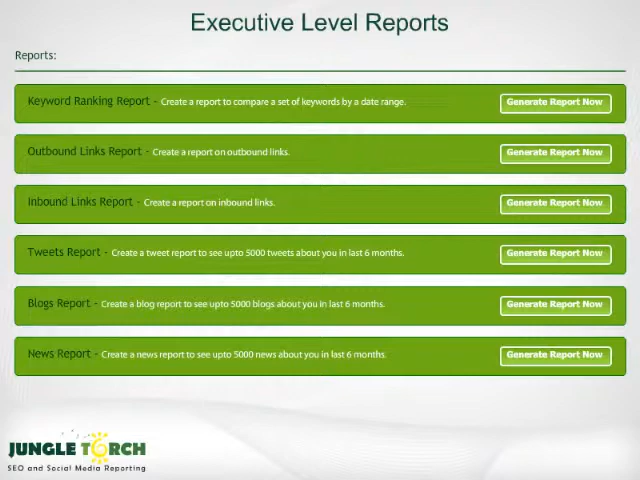 Executive Level Reports
Reports:
Keyword Ranking Report - Create a report to compare a set of keywords by a date range. Generate Report Now
Outbound Links Report - Create a report on outbound links. Generate Report Now
Inbound Links Report - Create a report on inbound links. Generate Report Now
Tweets Report - Create a tweet report to see upto 5000 tweets about you in last 6 months. Generate Report Now
Blogs Report - Create a blog report to see upto 5000 blogs about you in last 6 months. Generate Report Now
News Report - Create a news report to see upto 5000 news about you in last 6 months. Generate Report Now
JUNGLE TORCH
SEO and Social Media Reporting